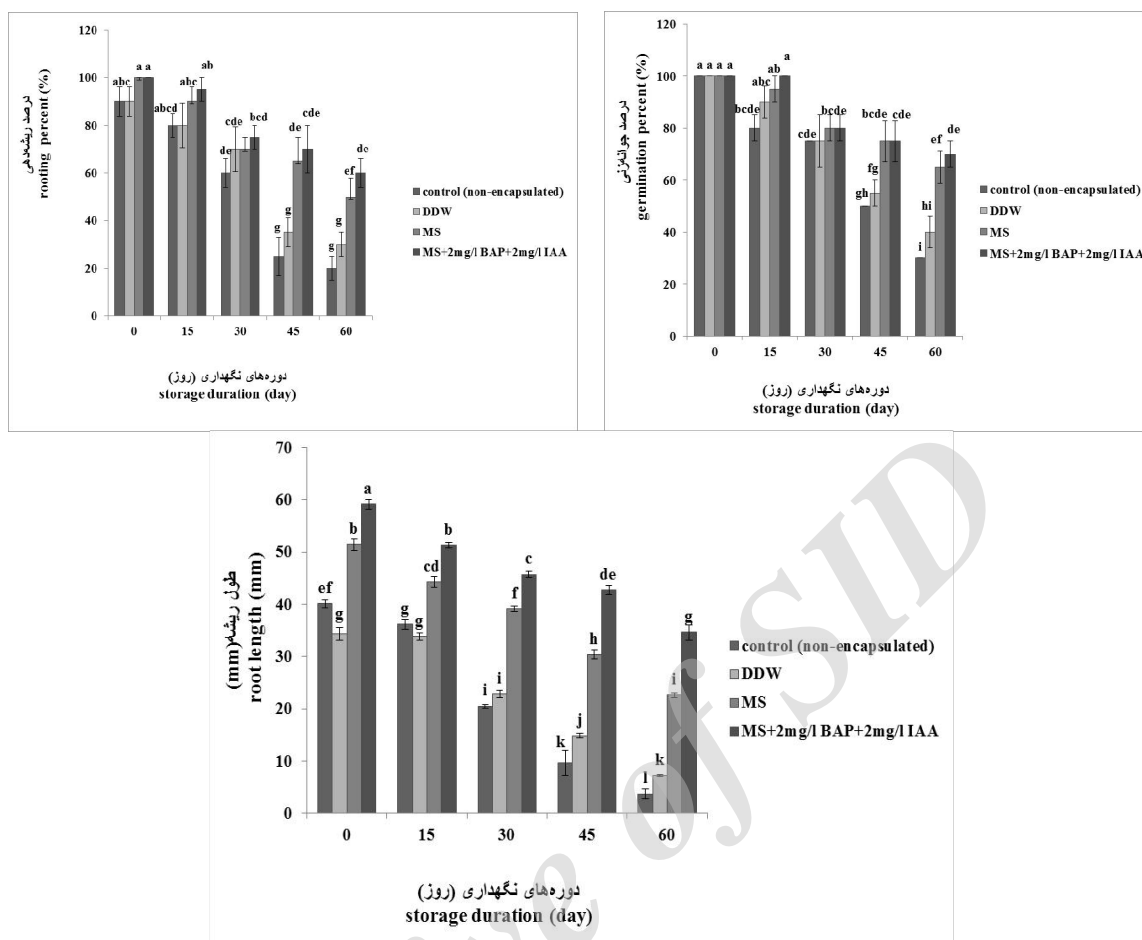 120
100
80
60
40
20
0
درصد ریشه‌دهی
rooting percent (%)
abc a a
abcd abc ab
de cde bcd
g g de cde
g g ef de
0 15 30 45 60
دوره‌های نگهداری (روز)
storage duration (day)
control (non-encapsulated)
DDW
MS
MS+2mg/l BAP+2mg/l IAA
120
100
80
60
40
20
0
درصد جوانه‌زنی
germination percent (%)
a a a a
bcde abc ab a
cde bcde
gh fg bcde cde
i hi ef de
0 15 30 45 60
دوره‌های نگهداری (روز)
storage duration (day)
control (non-encapsulated)
DDW
MS
MS+2mg/l BAP+2mg/l IAA
70
60
50
40
30
20
10
0
طول ریشه(mm)
root length (mm)
ef g b a
g g cd b
i i f c
k j h de
l k i g
0 15 30 45 60
دوره‌های نگهداری (روز)
storage duration (day)
control (non-encapsulated)
DDW
MS
MS+2mg/l BAP+2mg/l IAA
e of SID